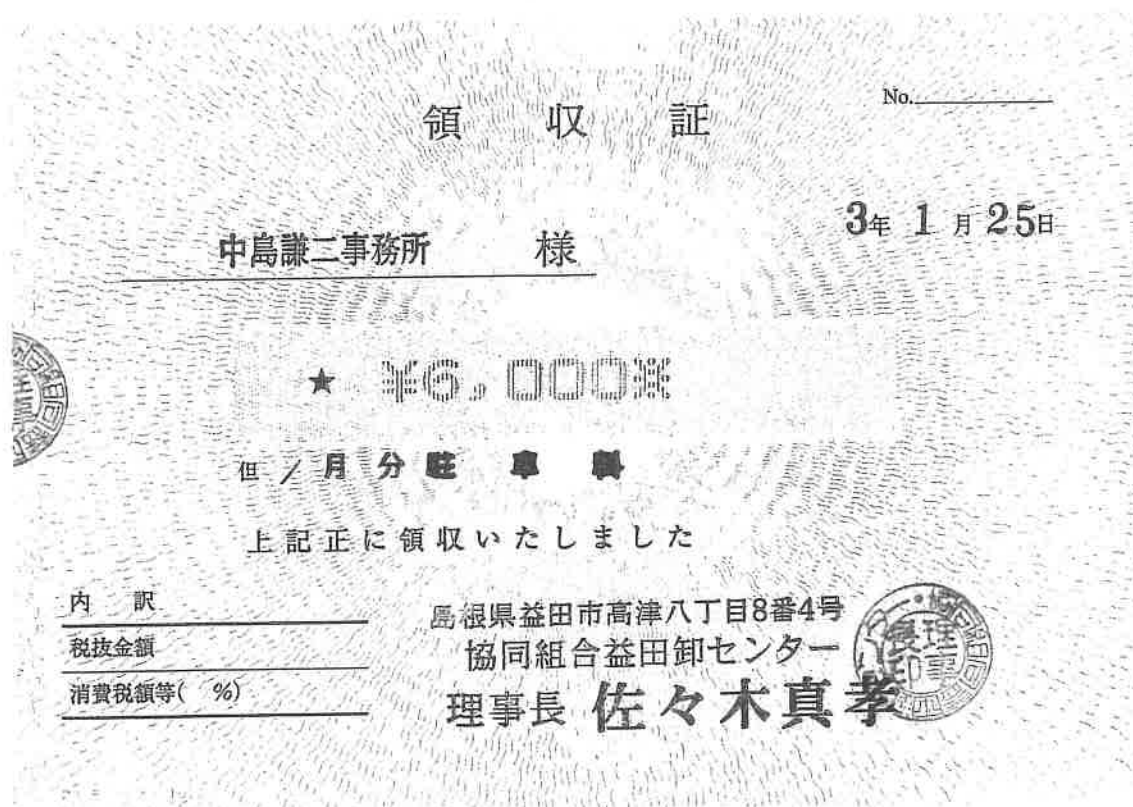 No.
領収証
3年1月25日
中島謙二事務所 様
★ ¥6,000※
但 / 月分駐車料
上記正に領収いたしました
内訳
税抜金額
消費税額等( %)
島根県益田市高津八丁目8番4号
協同組合益田卸センター
理事長 佐々木真孝
理事長印